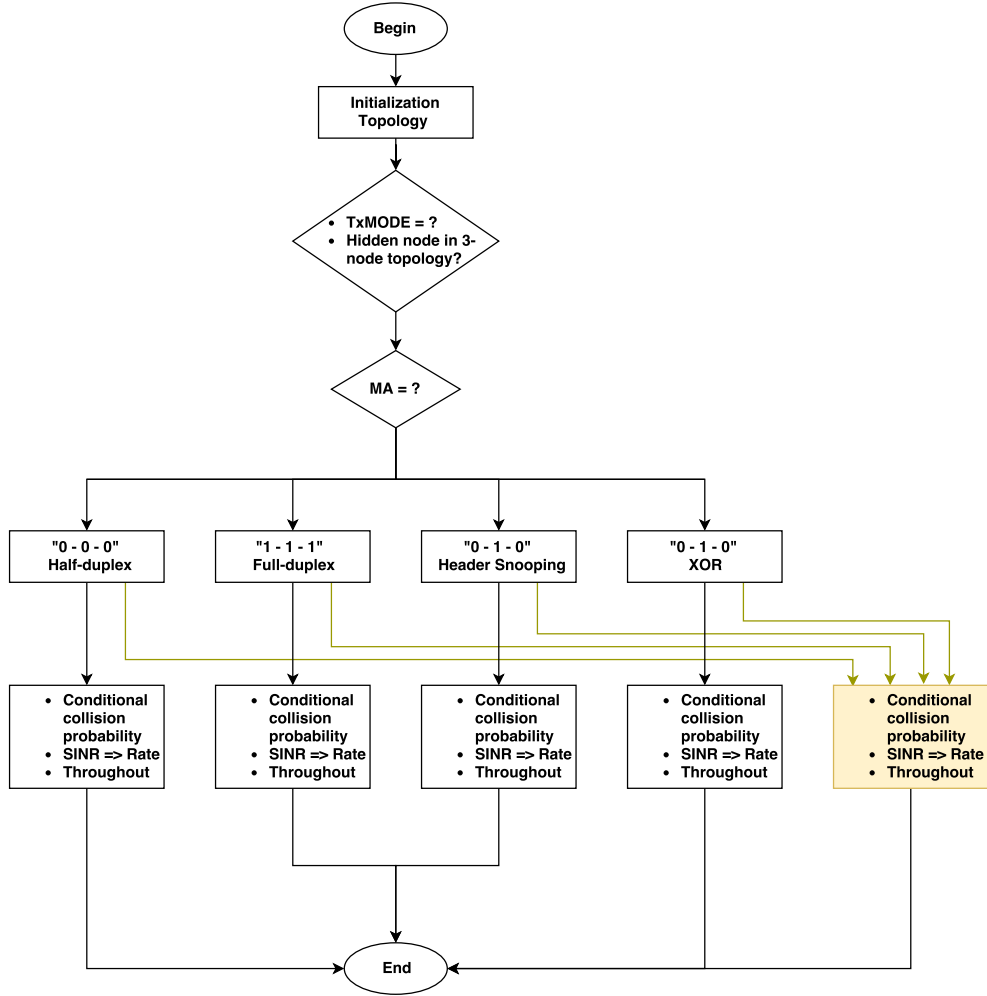 Begin
Initialization
Topology
• TxMODE = ?
• Hidden node in 3-
node topology?
MA = ?
"0 - 0 - 0"
Half-duplex
"1 - 1 - 1"
Full-duplex
"0 - 1 - 0"
Header Snooping
"0 - 1 - 0"
XOR
• Conditional
collision
probability
• SINR => Rate
• Throughout
• Conditional
collision
probability
• SINR => Rate
• Throughout
• Conditional
collision
probability
• SINR => Rate
• Throughout
• Conditional
collision
probability
• SINR => Rate
• Throughout
• Conditional
collision
probability
• SINR => Rate
• Throughout
End